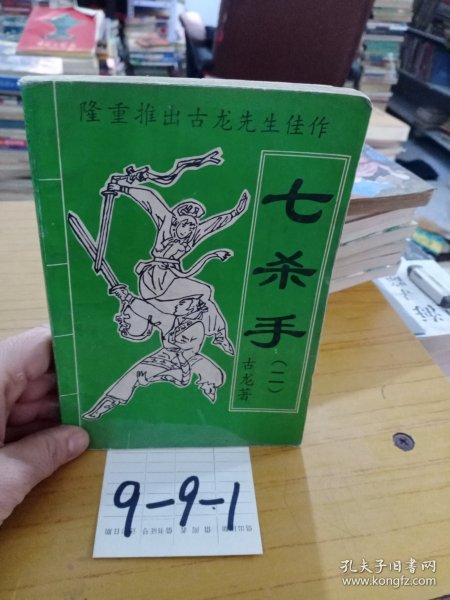 隆重推出古龙先生佳作
七杀手
(二)
古龙著
9-9-1
孔夫子旧书网
www.kongfz.com